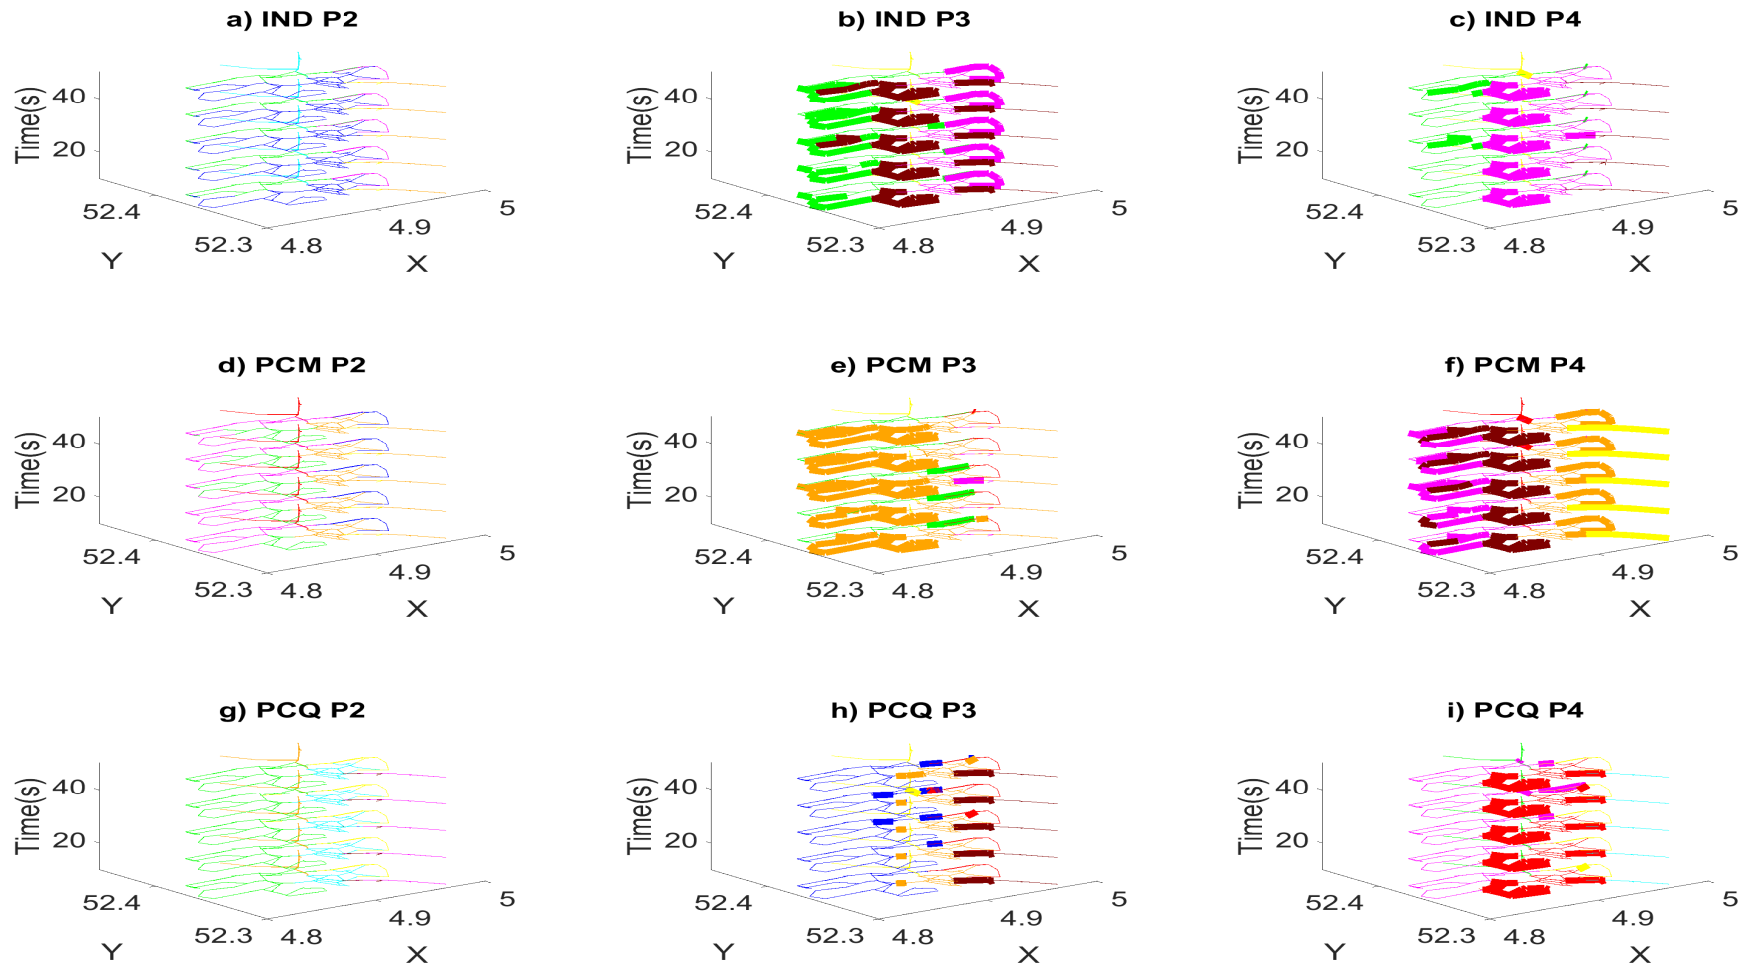 a) IND P2
b) IND P3
c) IND P4
Time(s)
40
20
52.4
52.3
Y
4.8
4.9
5
X
Time(s)
40
20
52.4
52.3
Y
4.8
4.9
5
X
Time(s)
40
20
52.4
52.3
Y
4.8
4.9
5
X
d) PCM P2
e) PCM P3
f) PCM P4
Time(s)
40
20
52.4
52.3
Y
4.8
4.9
5
X
Time(s)
40
20
52.4
52.3
Y
4.8
4.9
5
X
Time(s)
40
20
52.4
52.3
Y
4.8
4.9
5
X
g) PCQ P2
h) PCQ P3
i) PCQ P4
Time(s)
40
20
52.4
52.3
Y
4.8
4.9
5
X
Time(s)
40
20
52.4
52.3
Y
4.8
4.9
5
X
Time(s)
40
20
52.4
52.3
Y
4.8
4.9
5
X